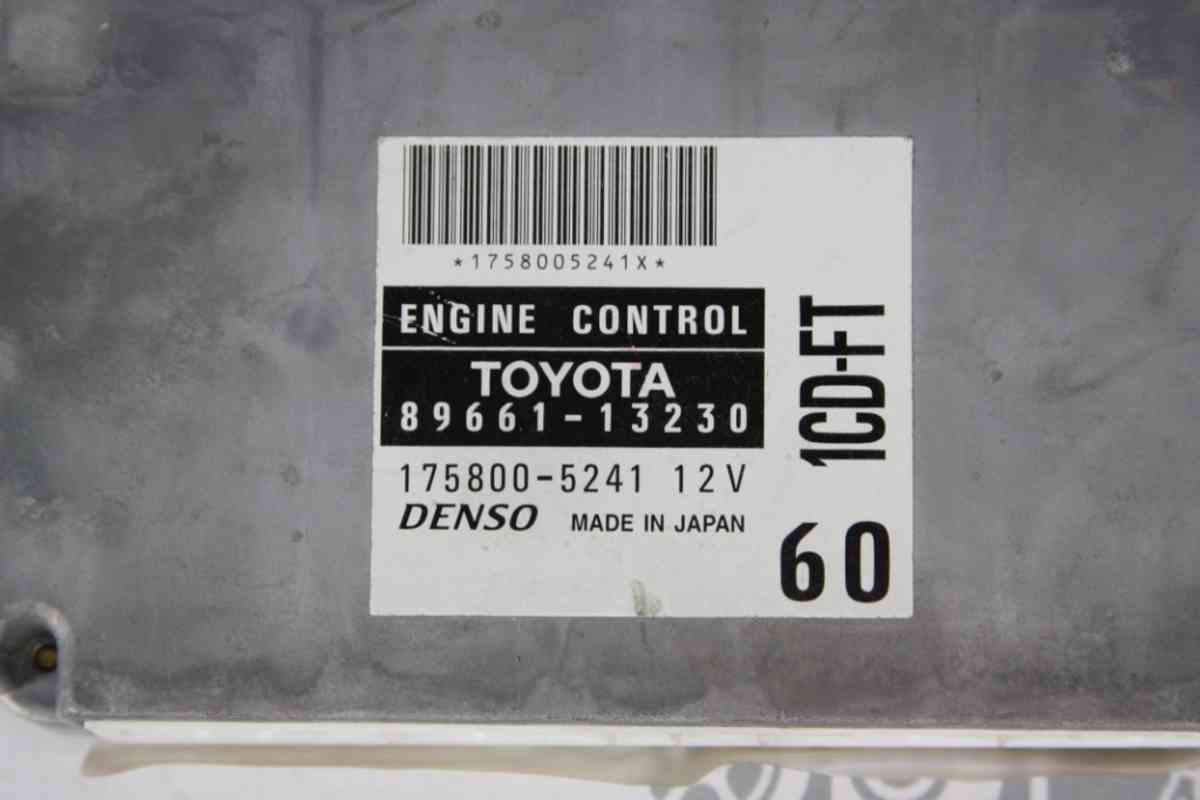 *1758005241X*
ENGINE CONTROL
TOYOTA
89661-13230
175800-5241 12V
DENSO MADE IN JAPAN
1CD-FT
60